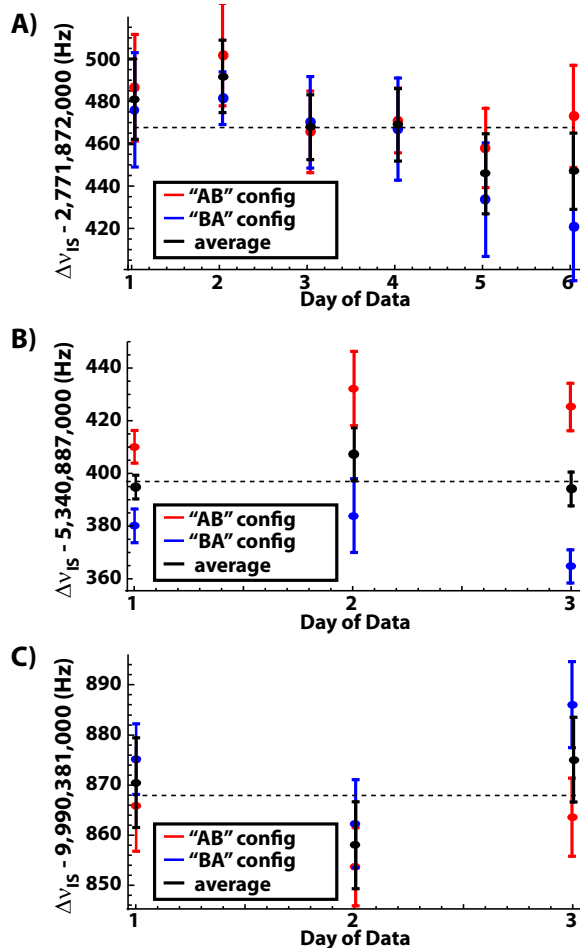 A)
Δν_IS - 2,771,872,000 (Hz)
500
480
460
440
420
"AB" config
"BA" config
average
1 2 3 4 5 6
Day of Data
B)
Δν_IS - 5,340,887,000 (Hz)
440
420
400
380
360
"AB" config
"BA" config
average
1 2 3
Day of Data
C)
Δν_IS - 9,990,381,000 (Hz)
890
880
870
860
850
"AB" config
"BA" config
average
1 2 3
Day of Data